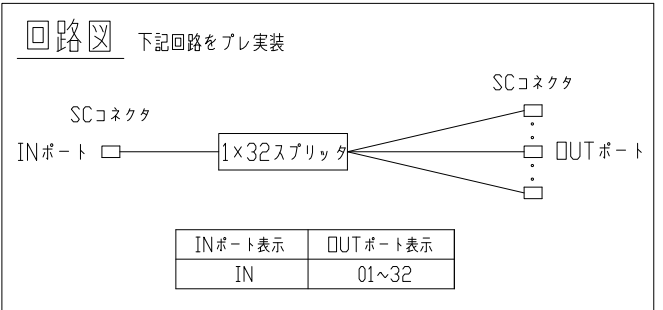 回路図 下記回路をプレ実装
SCコネクタ
SCコネクタ
INポート 1×32スプリッタ OUTポート
INポート表示 OUTポート表示
IN 01~32